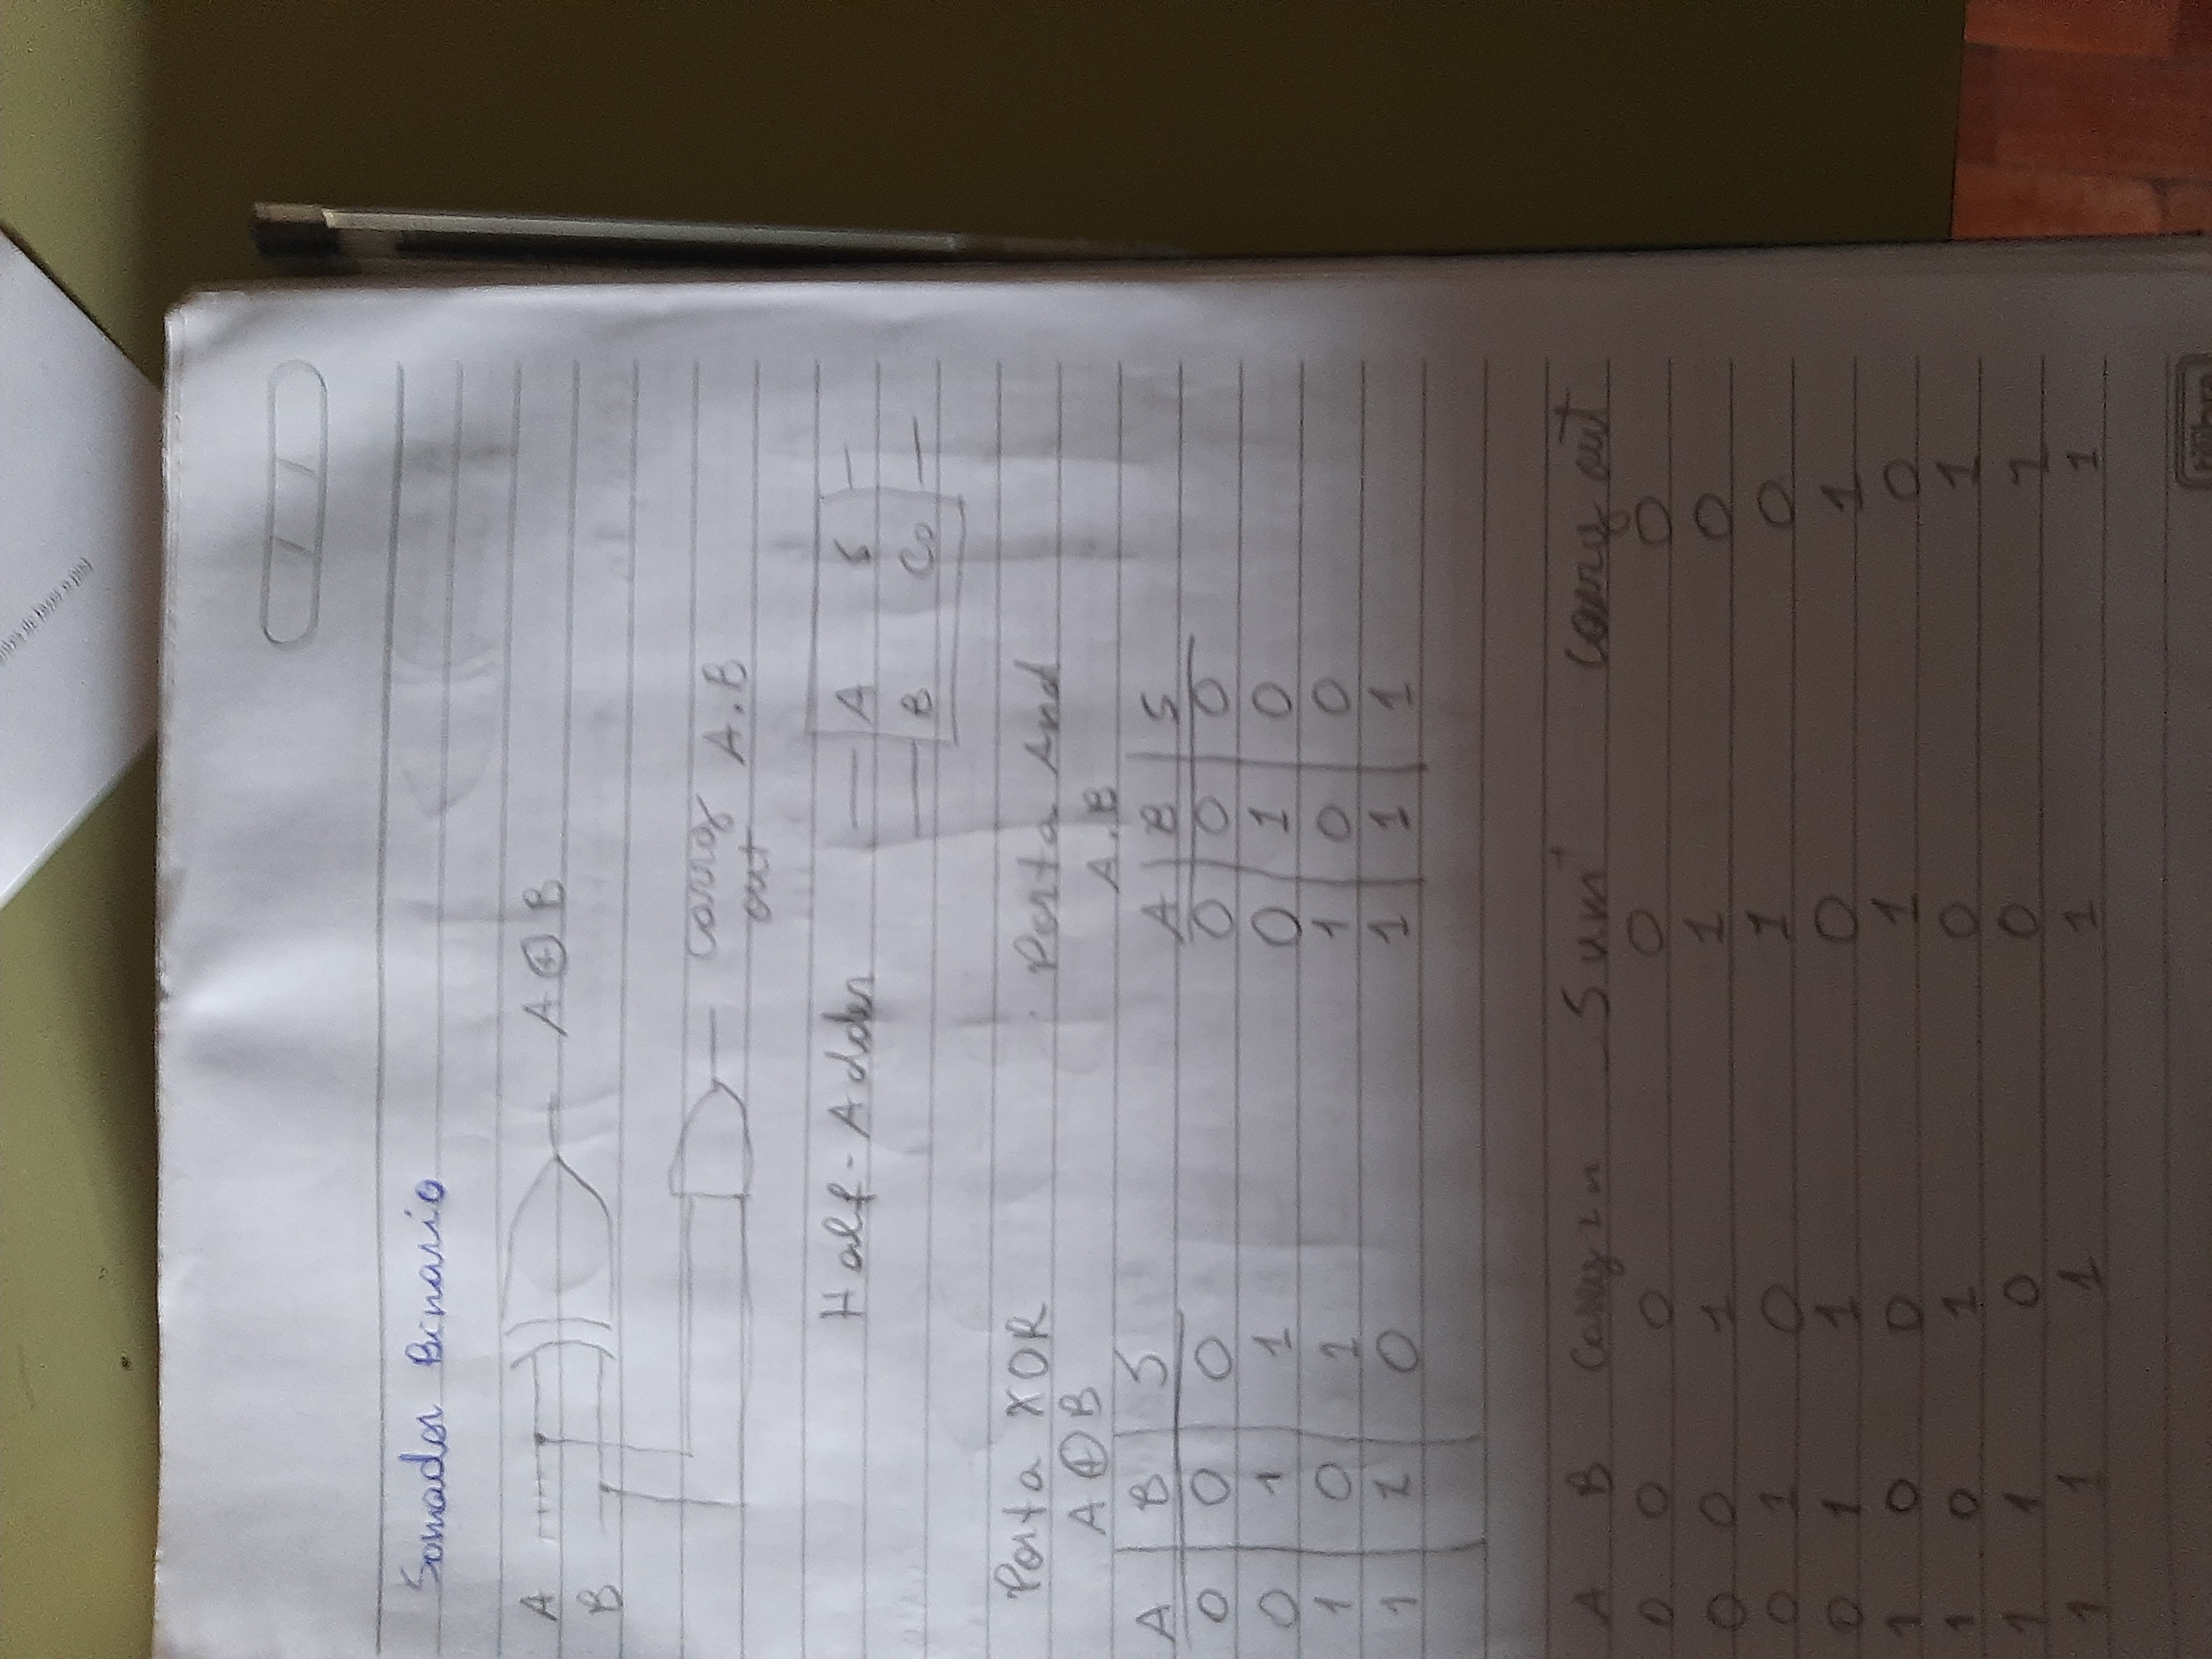 Somador Binario
A
B
A ⊕ B
carry
out
A.B
Half-Adder
A S
B Co
Porta XOR
A ⊕ B
A B S
0 0 0
0 1 1
1 0 1
1 1 0
Porta And
A.B
A B S
0 0 0
0 1 0
1 0 0
1 1 1
A B Carry in Sum Carry out
0 0 0 0 0
0 0 1 1 0
0 1 0 1 0
0 1 1 0 1
1 0 0 1 0
1 0 1 0 1
1 1 0 0 1
1 1 1 1 1
tilibra